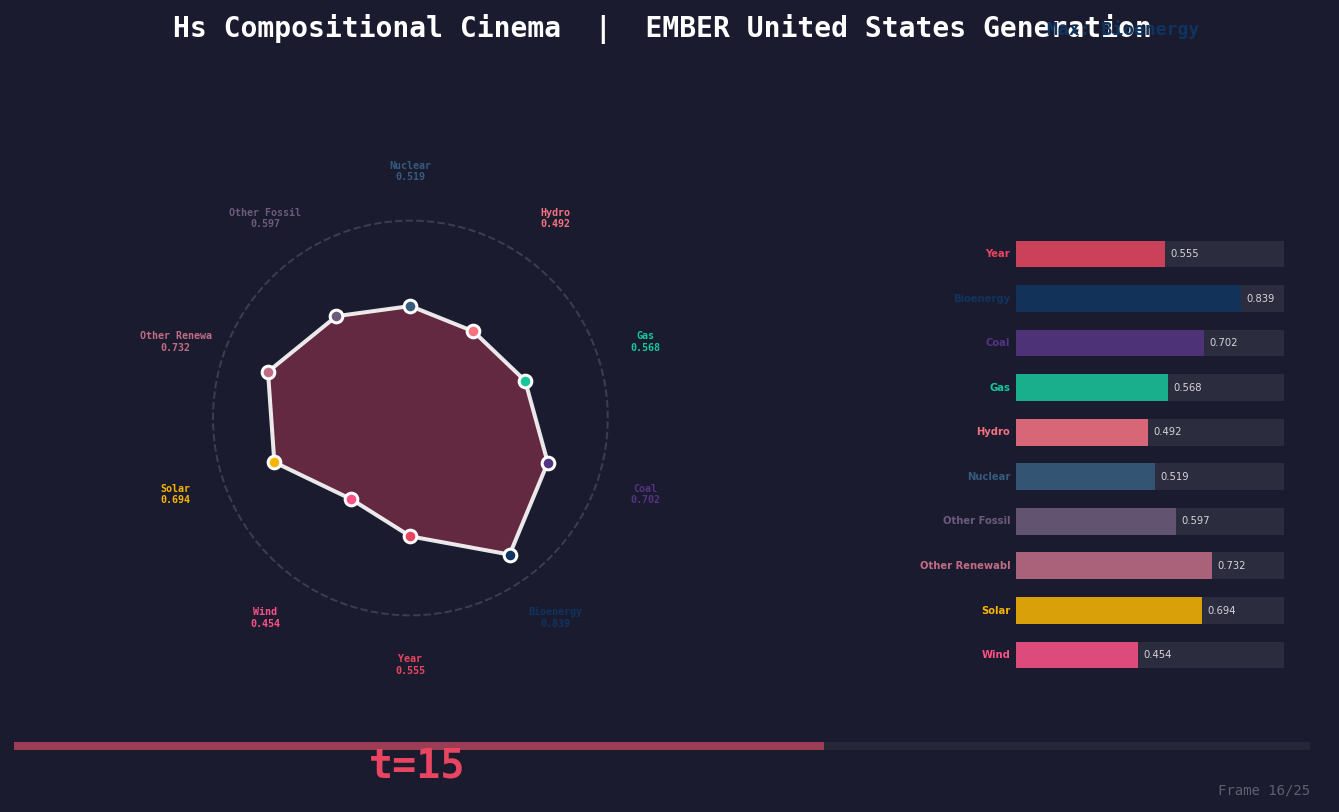 Hs Compositional Cinema | EMBER United States Generation
Bioenergy
Nuclear
0.519
Other Fossil
0.597
Hydro
0.492
Other Renewa
0.732
Gas
0.568
Solar
0.694
Coal
0.702
Wind
0.454
Bioenergy
0.839
Year
0.555
Year 0.555
Bioenergy 0.839
Coal 0.702
Gas 0.568
Hydro 0.492
Nuclear 0.519
Other Fossil 0.597
Other Renewabl 0.732
Solar 0.694
Wind 0.454
t=15
Frame 16/25